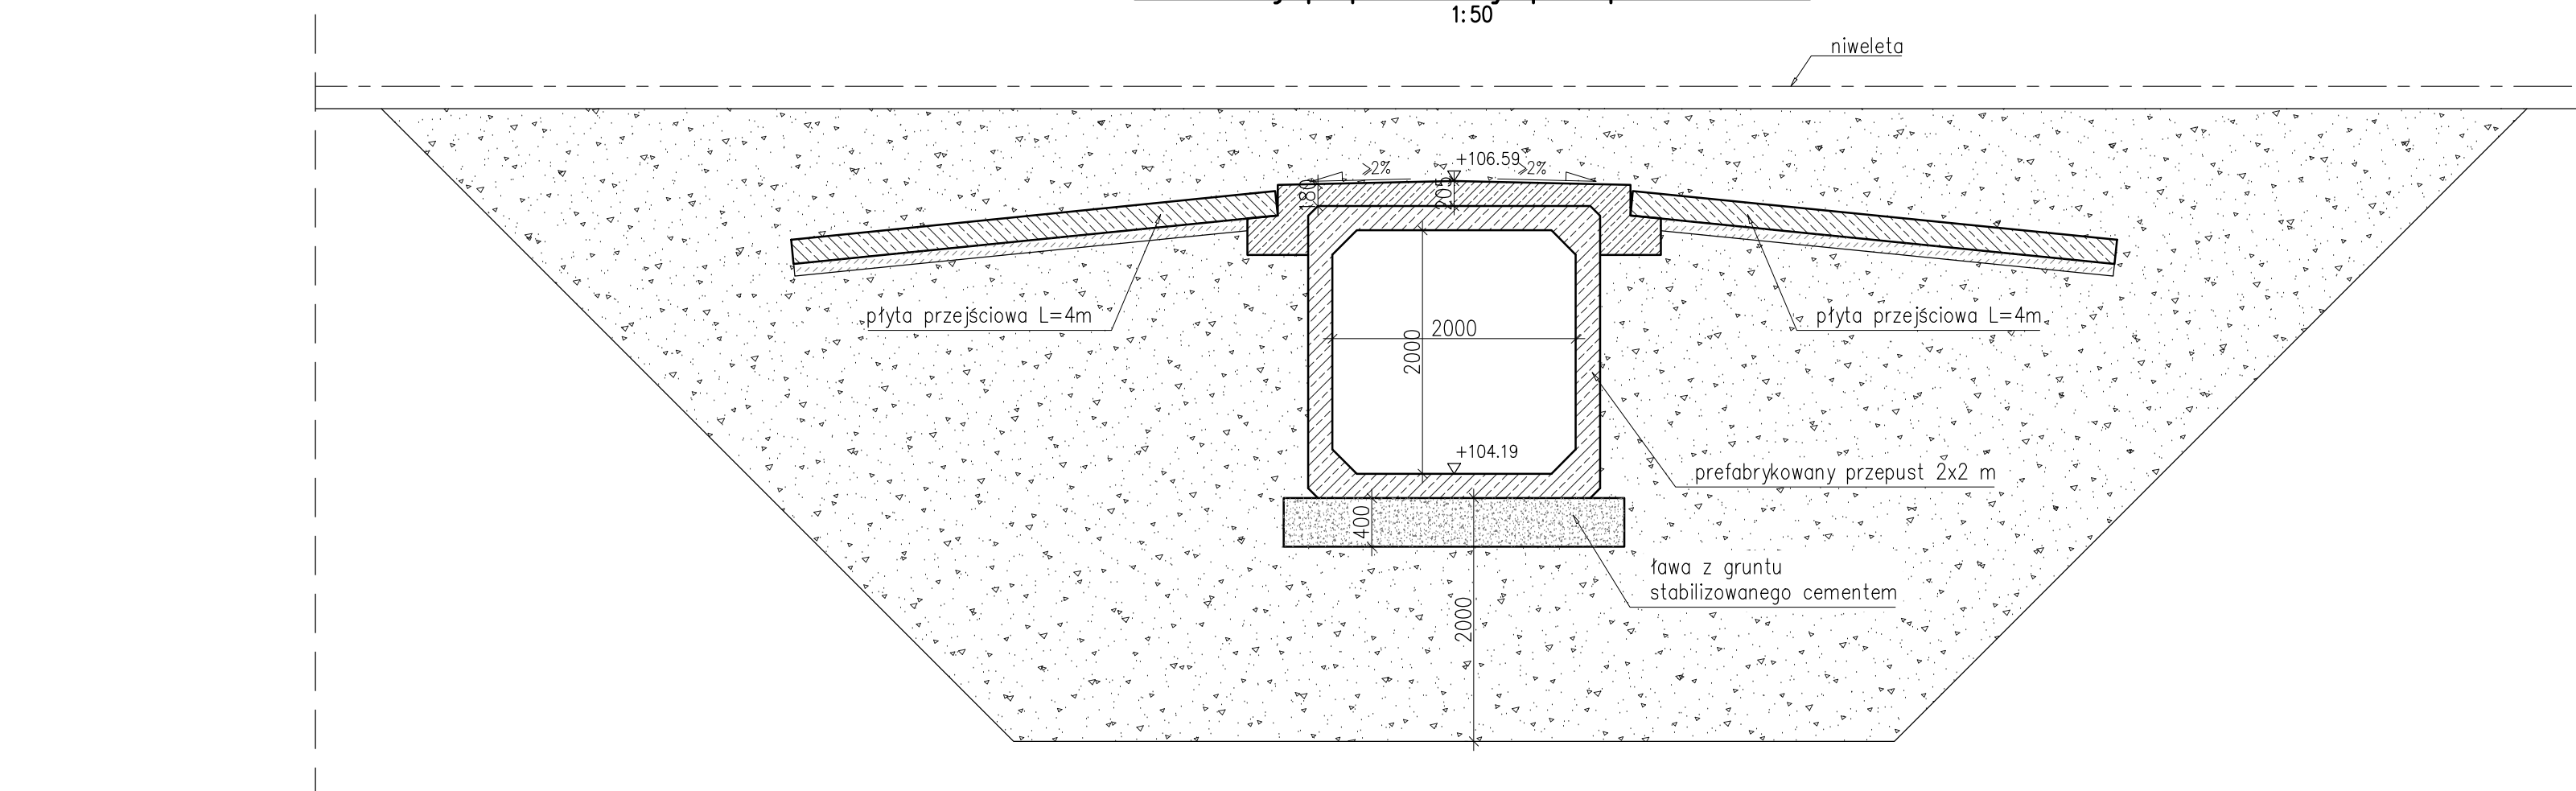 1:50
niweleta
+106.59
≥2%
≥2%
180
205
płyta przejściowa L=4m
płyta przejściowa L=4m
2000
2000
+104.19
prefabrykowany przepust 2x2 m
400
ława z gruntu
stabilizowanego cementem
2000